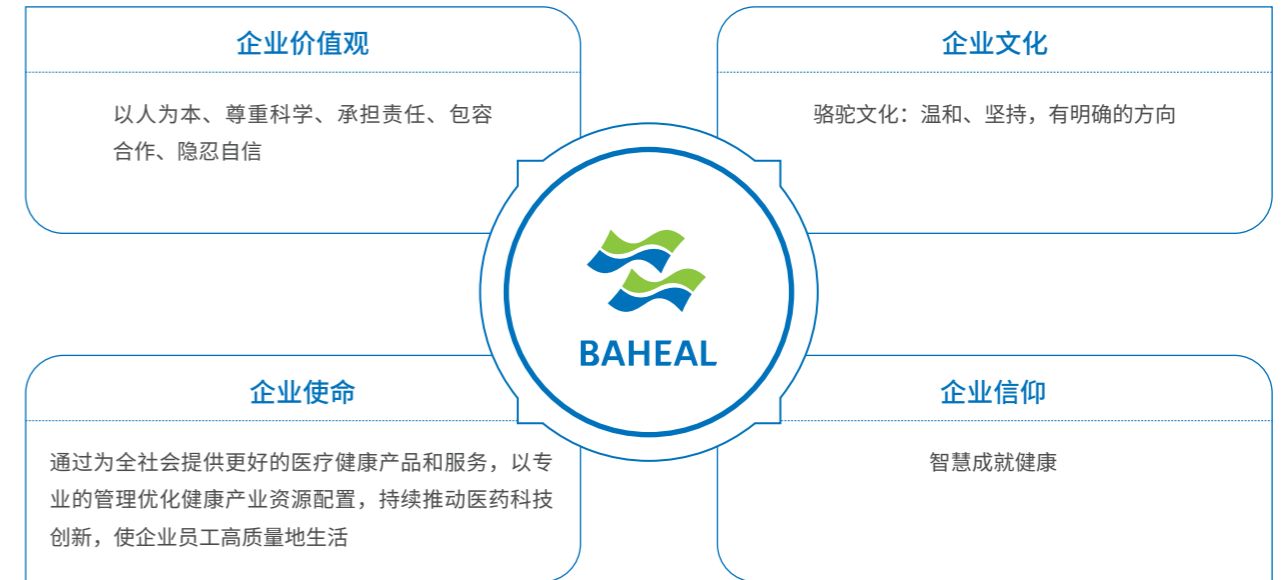 企业价值观
以人为本、尊重科学、承担责任、包容
合作、隐忍自信
企业文化
骆驼文化：温和、坚持，有明确的方向
BAHEAL
企业使命
通过为全社会提供更好的医疗健康产品和服务，以专
业的管理优化健康产业资源配置，持续推动医药科技
创新，使企业员工高质量地生活
企业信仰
智慧成就健康